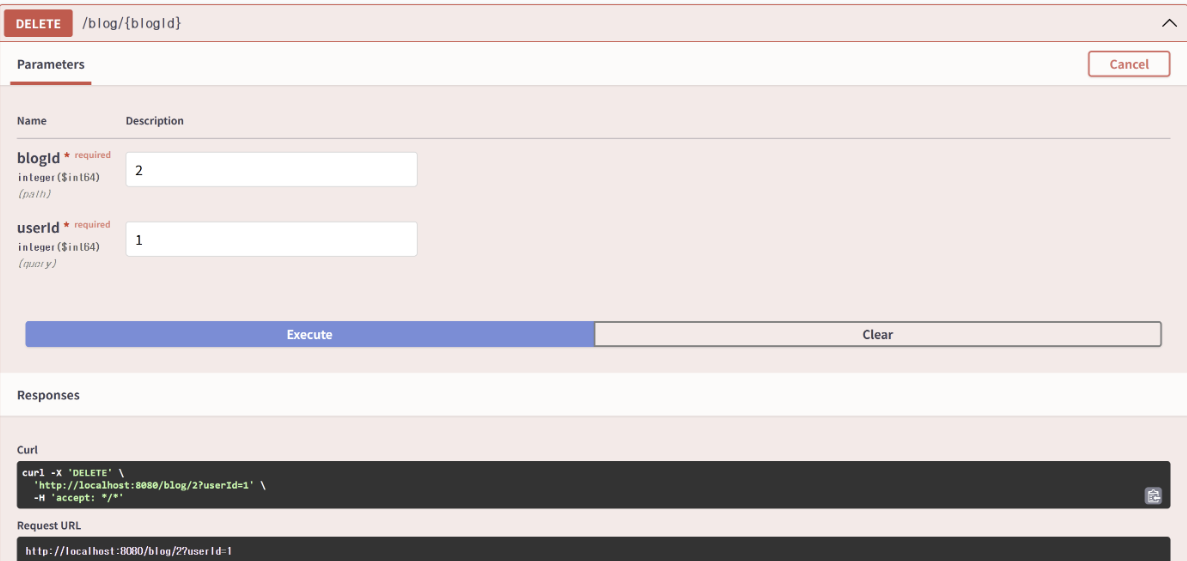 DELETE /blog/{blogId}
Parameters
Cancel
Name Description
blogId * required
integer($int64)
(path)
2
userId * required
integer($int64)
(query)
1
Execute
Clear
Responses
Curl
curl -X 'DELETE' \
'http://localhost:8080/blog/2?userId=1' \
-H 'accept: */*'
Request URL
http://localhost:8080/blog/2?userId=1